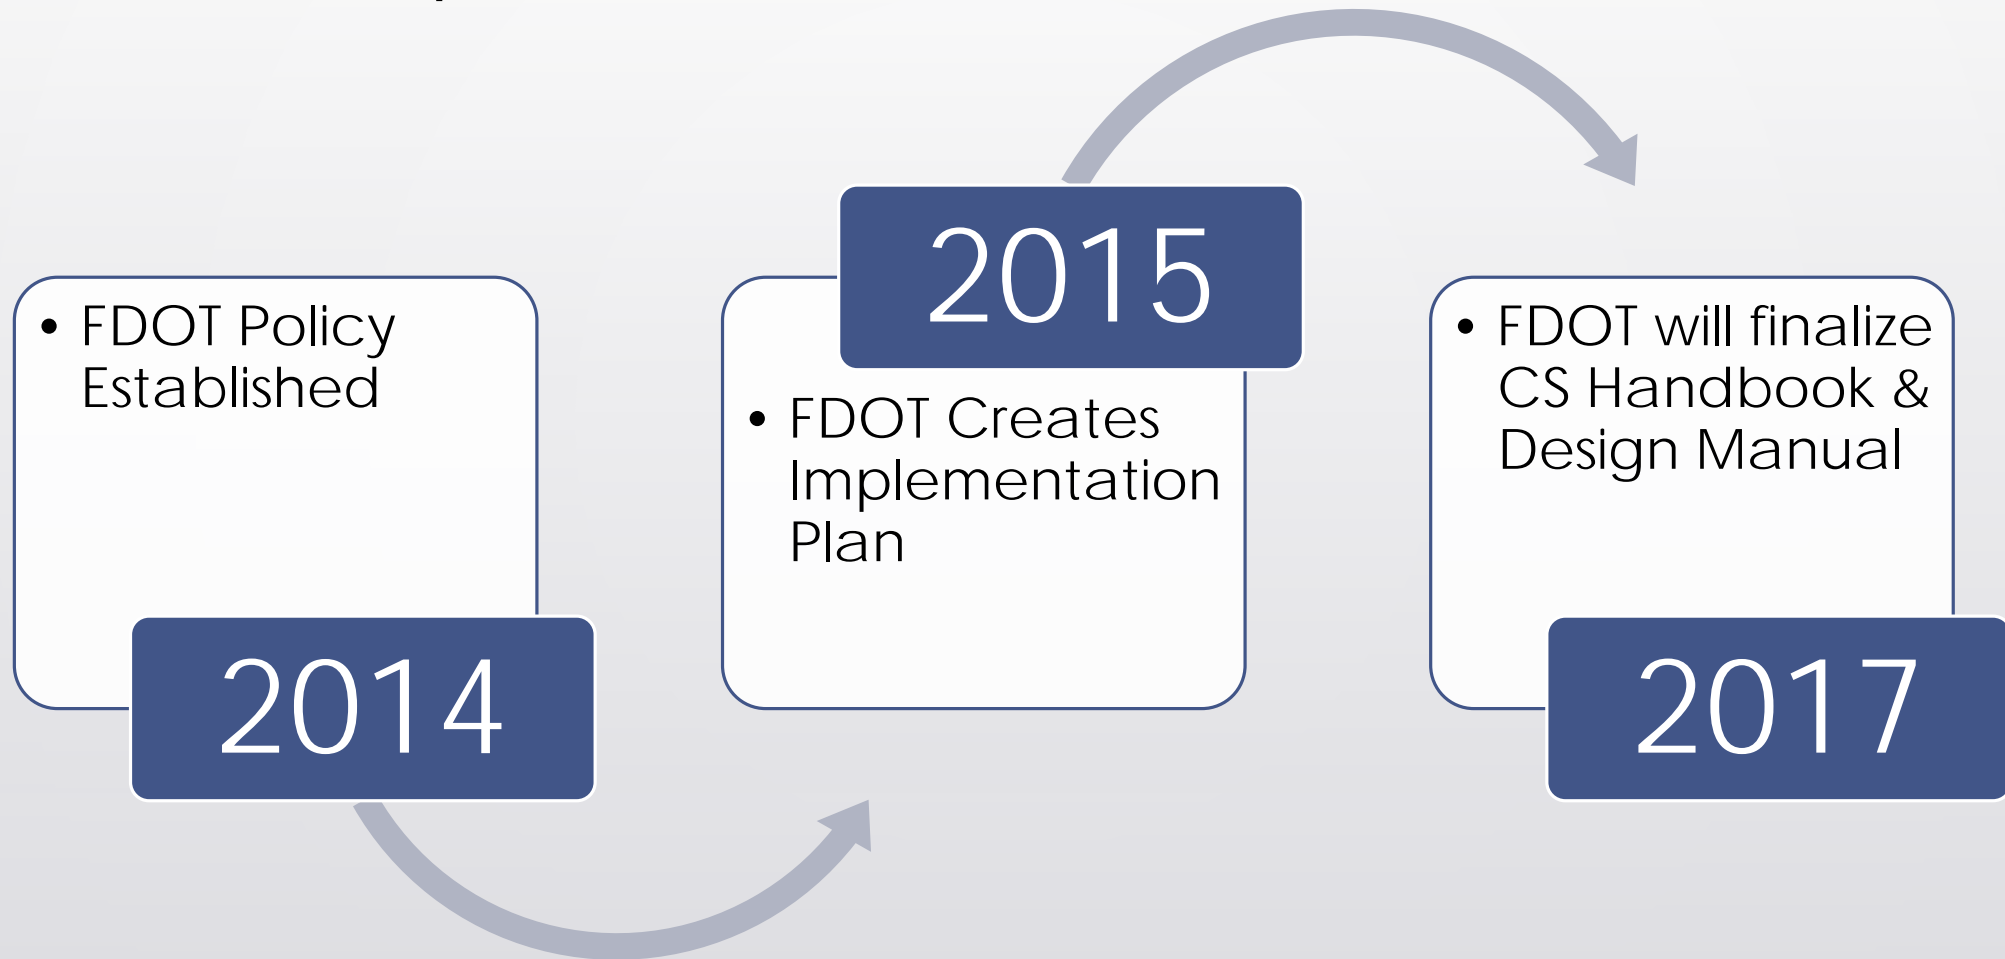 • FDOT Policy
Established
2014
2015
• FDOT Creates
Implementation
Plan
• FDOT will finalize
CS Handbook &
Design Manual
2017